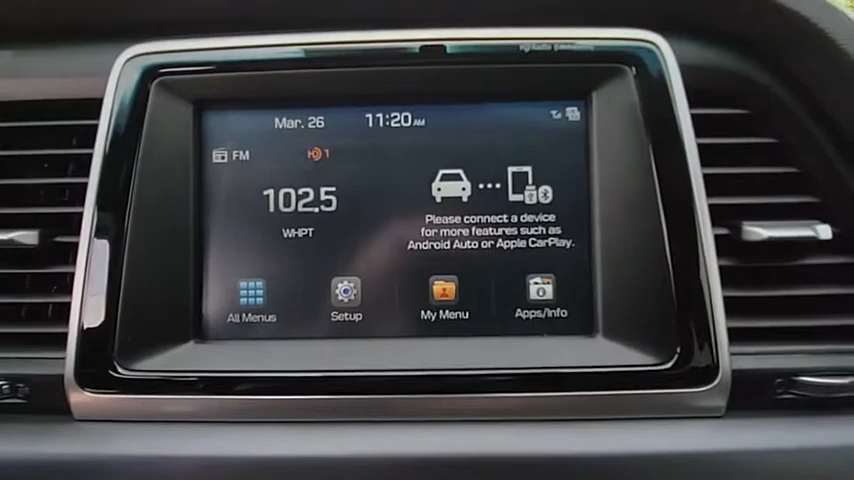 Mar. 26
11:20 AM
FM
1
102.5
WHPT
Please connect a device
for more features such as
Android Auto or Apple CarPlay.
All Menus
Setup
My Menu
Apps/Info